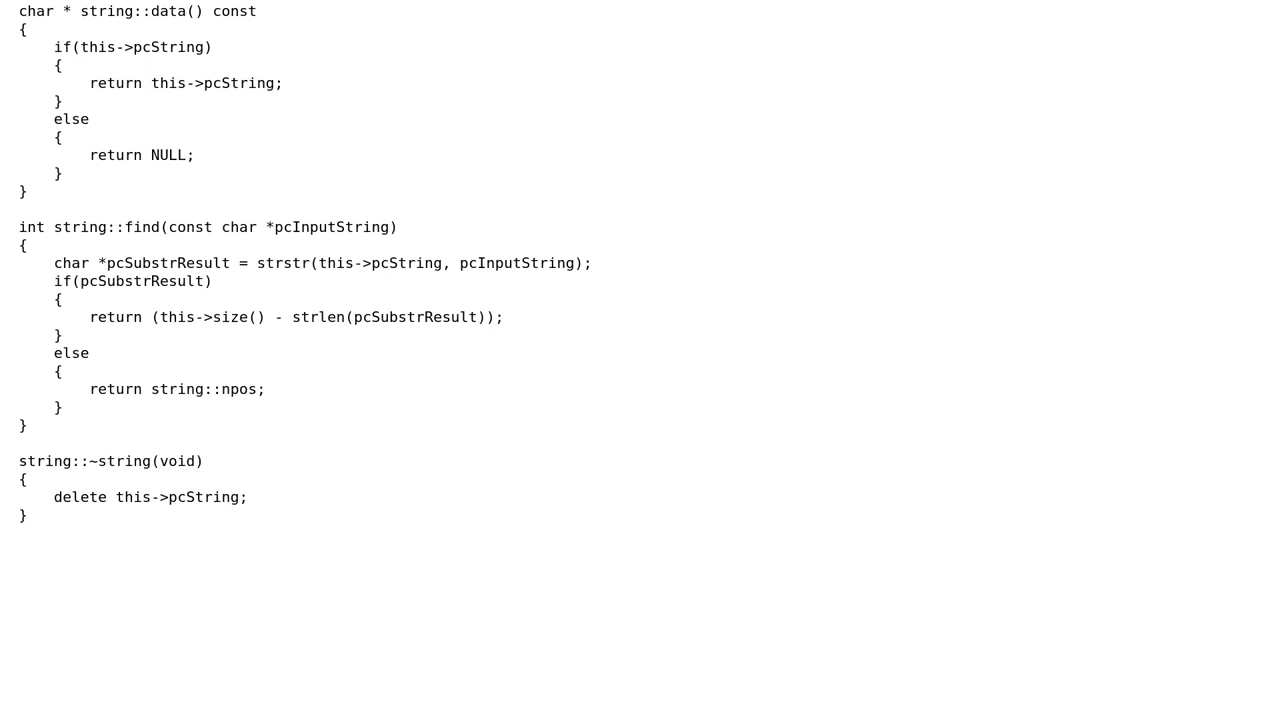 char * string::data() const
{
    if(this->pcString)
    {
        return this->pcString;
    }
    else
    {
        return NULL;
    }
}

int string::find(const char *pcInputString)
{
    char *pcSubstrResult = strstr(this->pcString, pcInputString);
    if(pcSubstrResult)
    {
        return (this->size() - strlen(pcSubstrResult));
    }
    else
    {
        return string::npos;
    }
}

string::~string(void)
{
    delete this->pcString;
}